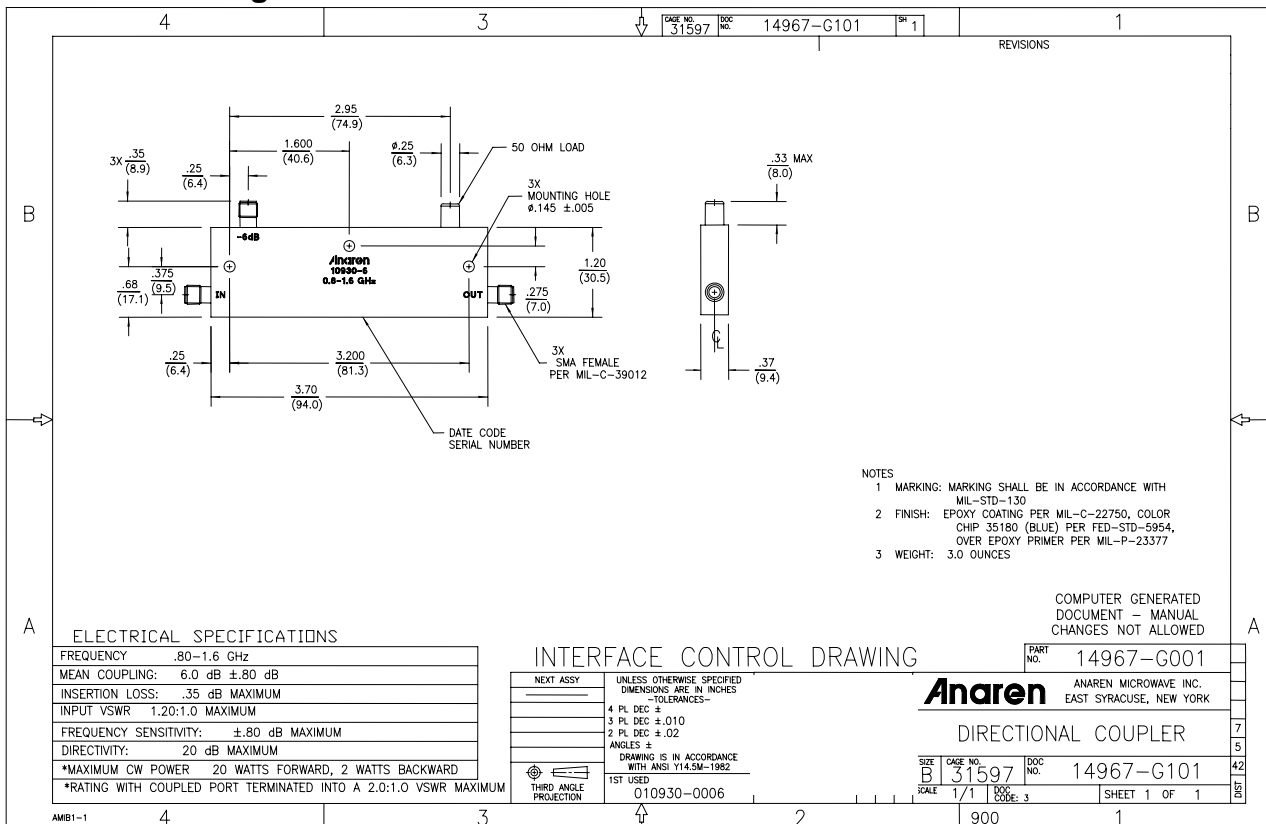 4
3
CAGE NO. 31597
DOC NO. 14967-G101
SH 1
1
REVISIONS
B
B
2.95
(74.9)
1.600
(40.6)
ø.25
(6.3)
50 OHM LOAD
3X .35
(8.9)
.25
(6.4)
3X
MOUNTING HOLE
ø.145 ±.005
.33 MAX
(8.0)
-6dB
Anaren
10930-6
0.8-1.6 GHz
IN
OUT
.68
(17.1)
.375
(9.5)
1.20
(30.5)
.275
(7.0)
.25
(6.4)
3.200
(81.3)
3.70
(94.0)
3X
SMA FEMALE
PER MIL-C-39012
DATE CODE
SERIAL NUMBER
CL
.37
(9.4)
NOTES
1 MARKING: MARKING SHALL BE IN ACCORDANCE WITH
MIL-STD-130
2 FINISH: EPOXY COATING PER MIL-C-22750, COLOR
CHIP 35180 (BLUE) PER FED-STD-5954,
OVER EPOXY PRIMER PER MIL-P-23377
3 WEIGHT: 3.0 OUNCES
COMPUTER GENERATED
DOCUMENT - MANUAL
CHANGES NOT ALLOWED
A
A
ELECTRICAL SPECIFICATIONS
FREQUENCY .80-1.6 GHz
MEAN COUPLING: 6.0 dB ±.80 dB
INSERTION LOSS: .35 dB MAXIMUM
INPUT VSWR 1.20:1.0 MAXIMUM
FREQUENCY SENSITIVITY: ±.80 dB MAXIMUM
DIRECTIVITY: 20 dB MAXIMUM
*MAXIMUM CW POWER 20 WATTS FORWARD, 2 WATTS BACKWARD
*RATING WITH COUPLED PORT TERMINATED INTO A 2.0:1.0 VSWR MAXIMUM
INTERFACE CONTROL DRAWING
NEXT ASSY
UNLESS OTHERWISE SPECIFIED
DIMENSIONS ARE IN INCHES
-TOLERANCES-
4 PL DEC ±
3 PL DEC ±.010
2 PL DEC ±.02
ANGLES ±
DRAWING IS IN ACCORDANCE
WITH ANSI Y14.5M-1982
THIRD ANGLE
PROJECTION
1ST USED
010930-0006
PART NO. 14967-G001
Anaren
ANAREN MICROWAVE INC.
EAST SYRACUSE, NEW YORK
DIRECTIONAL COUPLER
7
5
42
DIST
SIZE B
CAGE NO. 31597
DOC NO. 14967-G101
SCALE 1/1
DOC CODE: 3
SHEET 1 OF 1
AMIB1-1
4
3
2
900
1